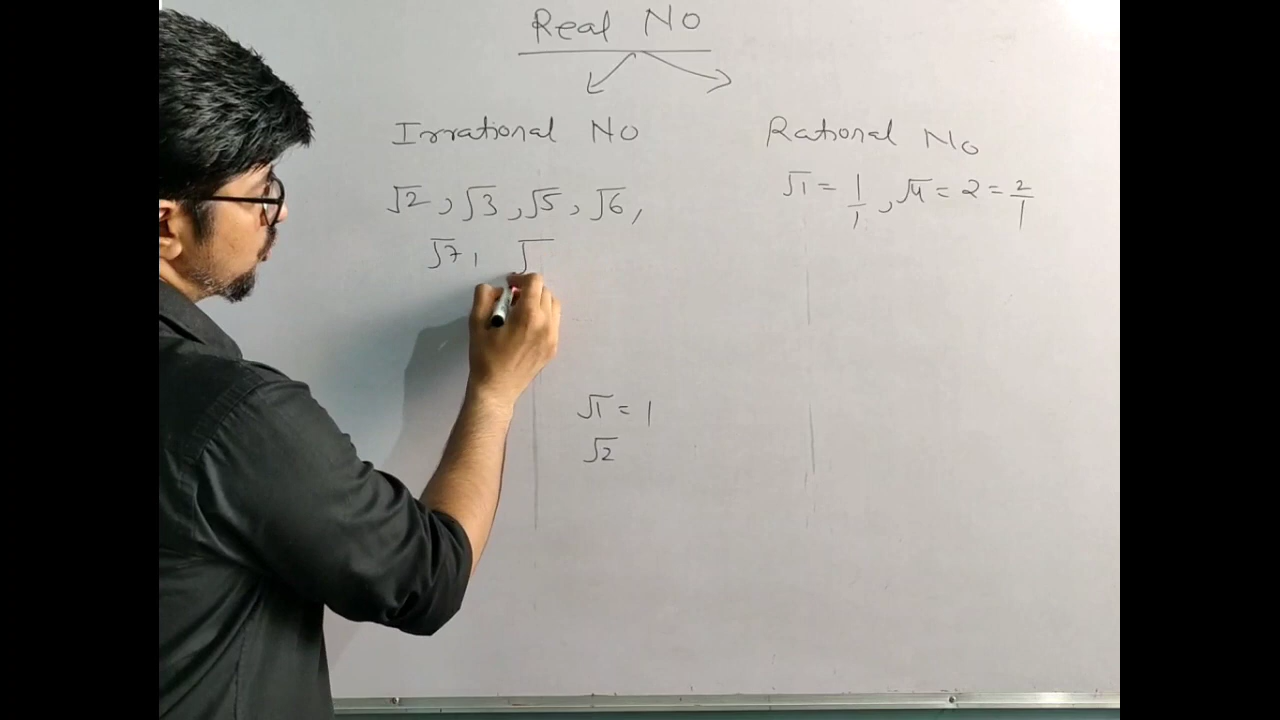 Real No
Irrational No
√2, √3, √5, √6,
√7, √
Rational No
√1 = 1/1, √4 = 2 = 2/1
√1 = 1
√2